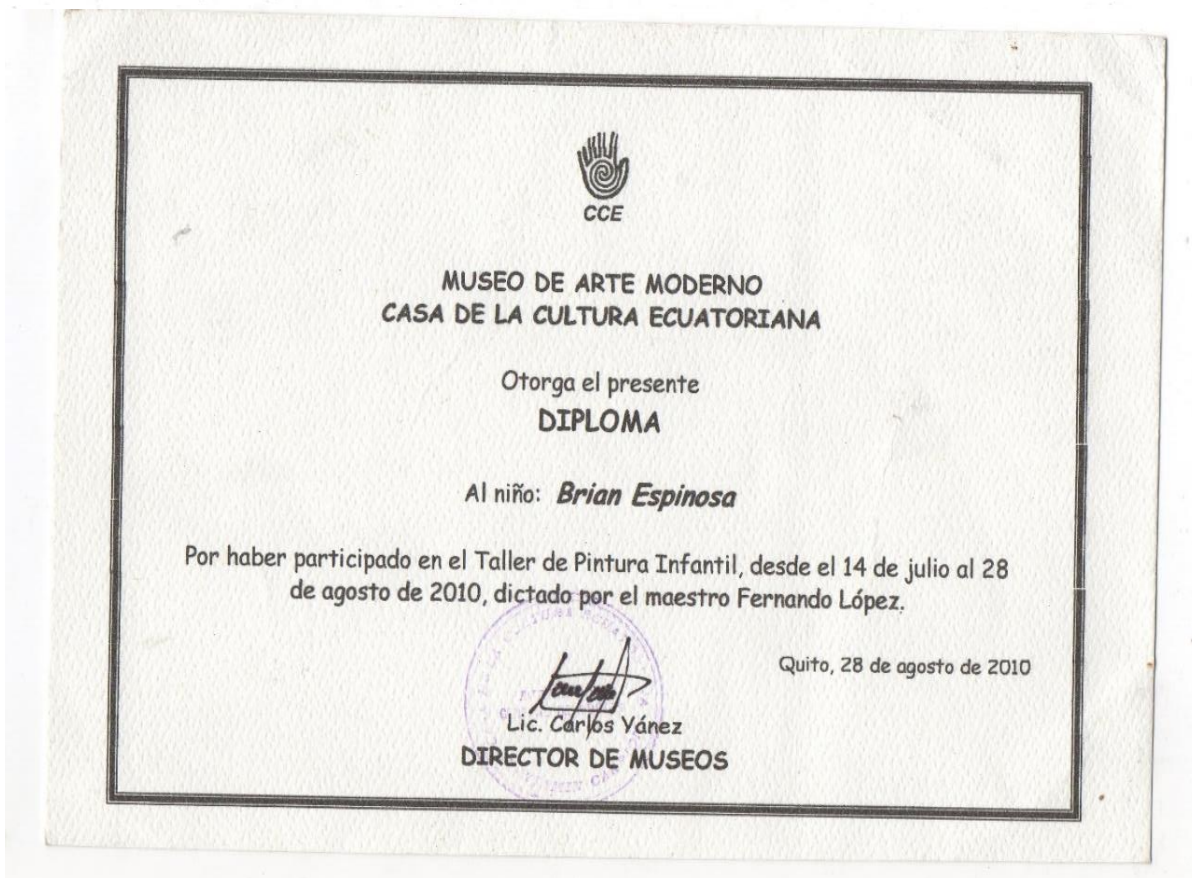 CCE
MUSEO DE ARTE MODERNO
CASA DE LA CULTURA ECUATORIANA
Otorga el presente
DIPLOMA
Al niño: Brian Espinosa
Por haber participado en el Taller de Pintura Infantil, desde el 14 de julio al 28
de agosto de 2010, dictado por el maestro Fernando López.
Quito, 28 de agosto de 2010
Lic. Carlos Yánez
DIRECTOR DE MUSEOS